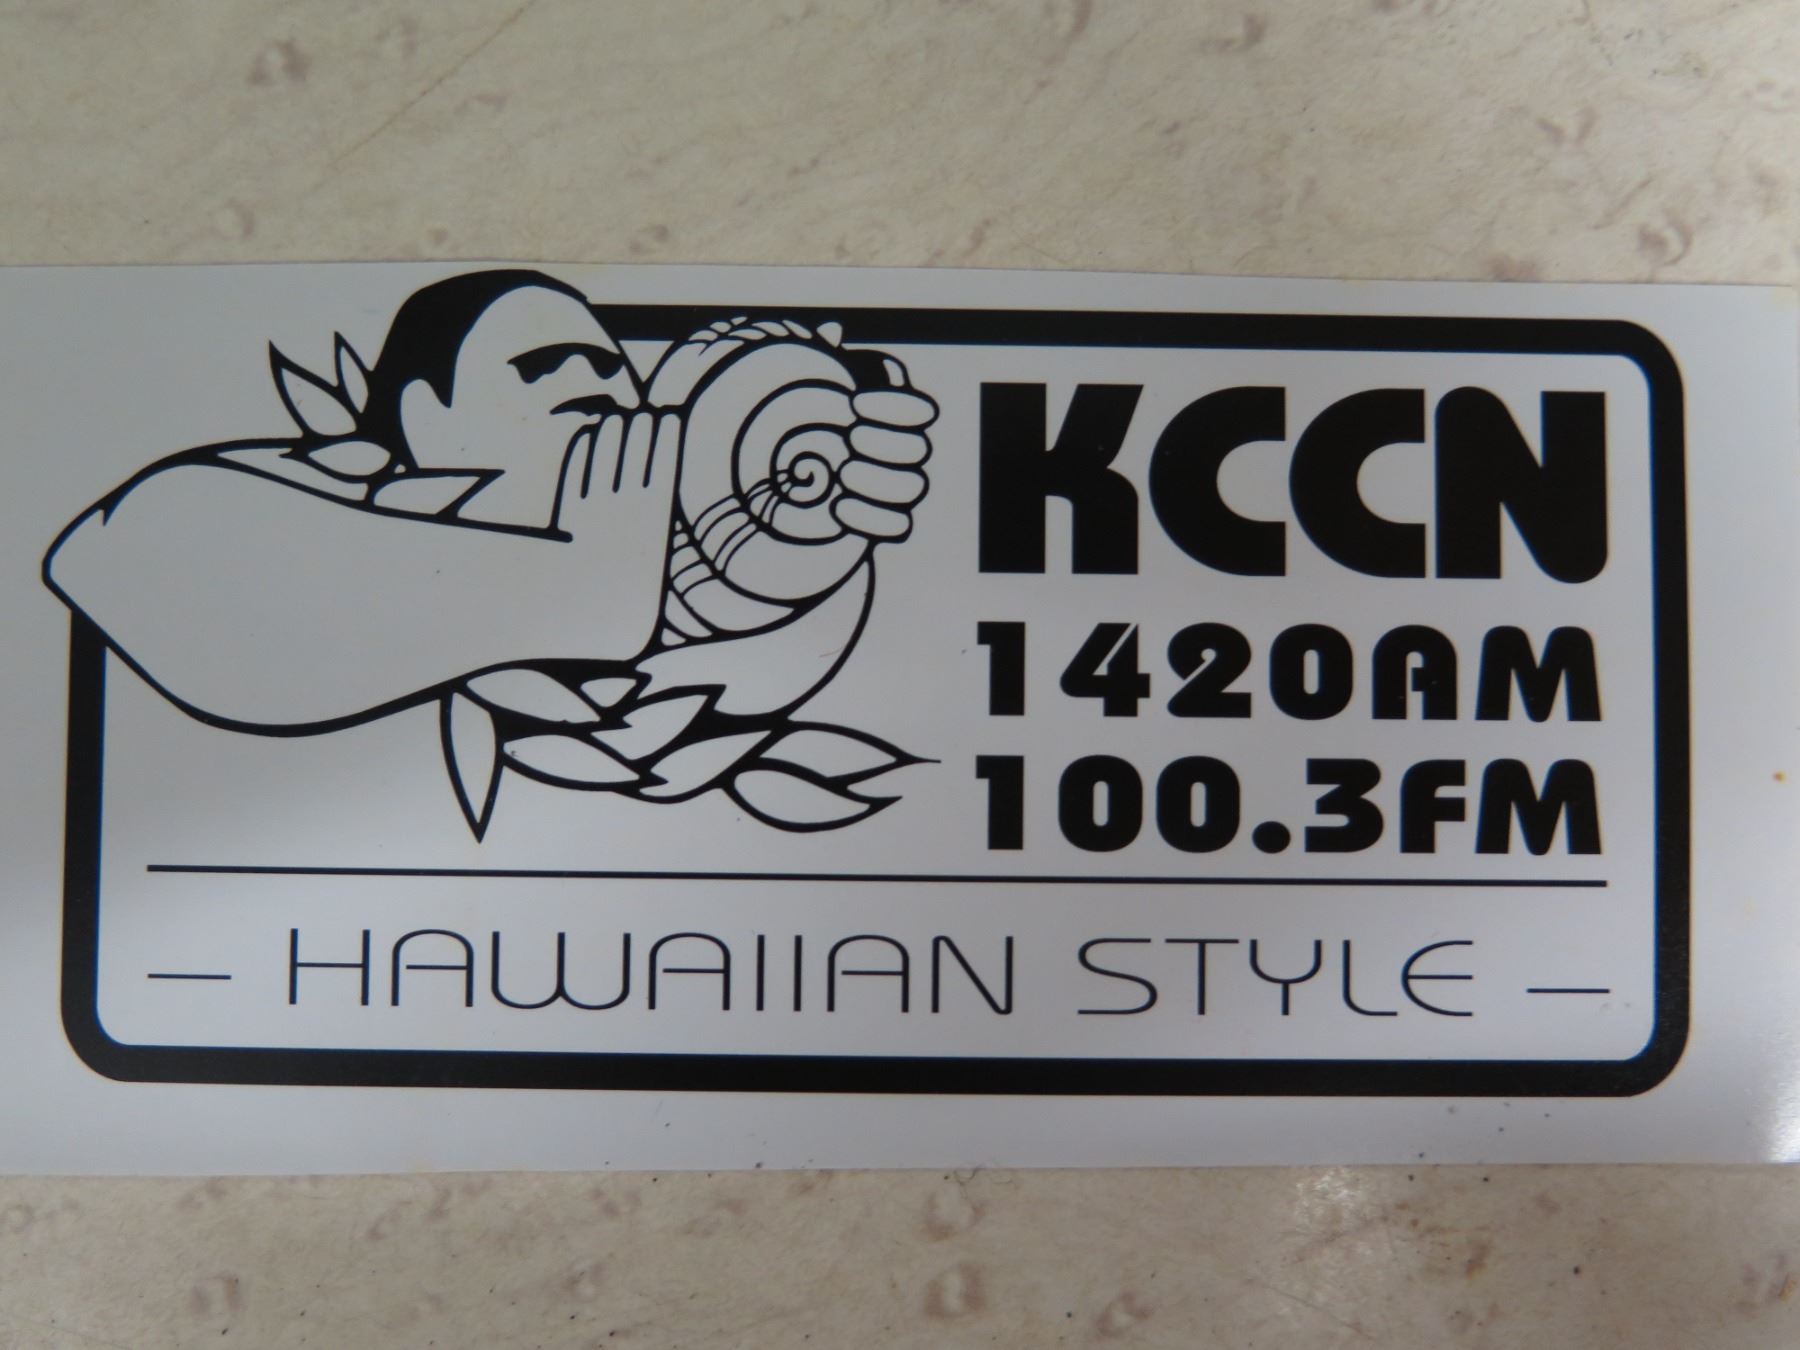 KCCN
1420AM
100.3FM
– HAWAIIAN STYLE –